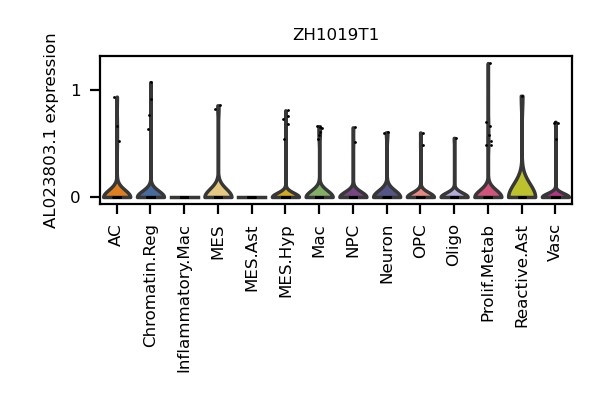 ZH1019T1
AL023803.1 expression
1
0
AC
Chromatin.Reg
Inflammatory.Mac
MES
MES.Ast
MES.Hyp
Mac
NPC
Neuron
OPC
Oligo
Prolif.Metab
Reactive.Ast
Vasc